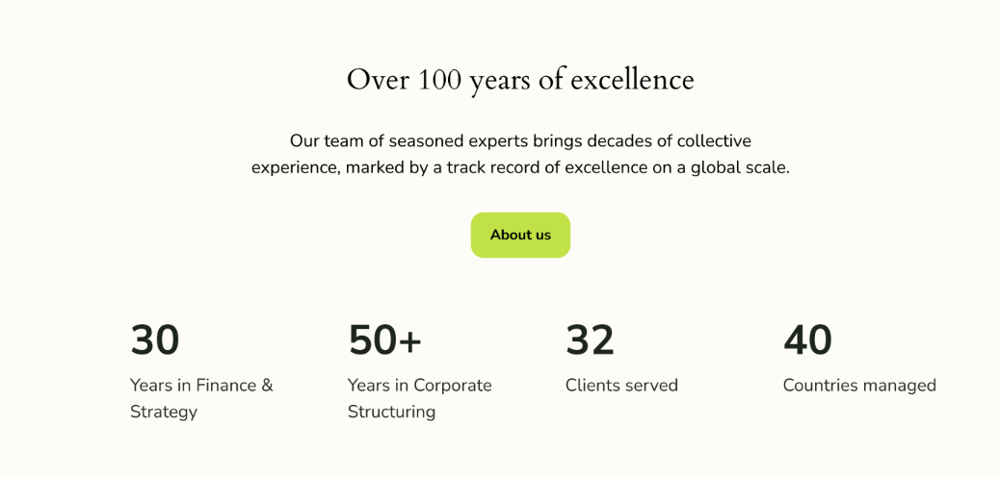 Over 100 years of excellence
Our team of seasoned experts brings decades of collective
experience, marked by a track record of excellence on a global scale.
About us
30
Years in Finance &
Strategy
50+
Years in Corporate
Structuring
32
Clients served
40
Countries managed